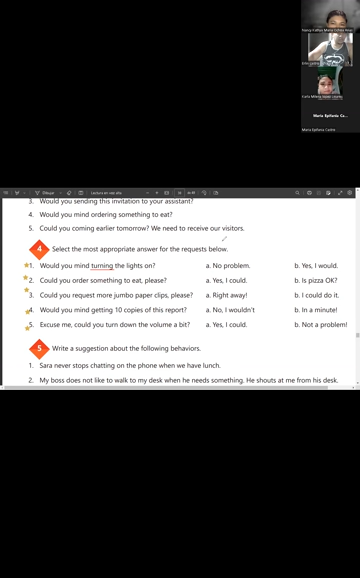 Maria Epifania Ca...
Maria Epifania Castro
Dibujar
Lectura en voz alta
3. Would you sending this invitation to your assistant?
4. Would you mind ordering something to eat?
5. Could you coming earlier tomorrow? We need to receive our visitors.
4 Select the most appropriate answer for the requests below.
1. Would you mind turning the lights on? a. No problem. b. Yes, I would.
2. Could you order something to eat, please? a. Yes, I could. b. Is pizza OK?
3. Could you request more jumbo paper clips, please? a. Right away! b. I could do it.
4. Would you mind getting 10 copies of this report? a. No, I wouldn't b. In a minute!
5. Excuse me, could you turn down the volume a bit? a. Yes, I could. b. Not a problem!
5 Write a suggestion about the following behaviors.
1. Sara never stops chatting on the phone when we have lunch.
2. My boss does not like to walk to my desk when he needs something. He shouts at me from his desk.